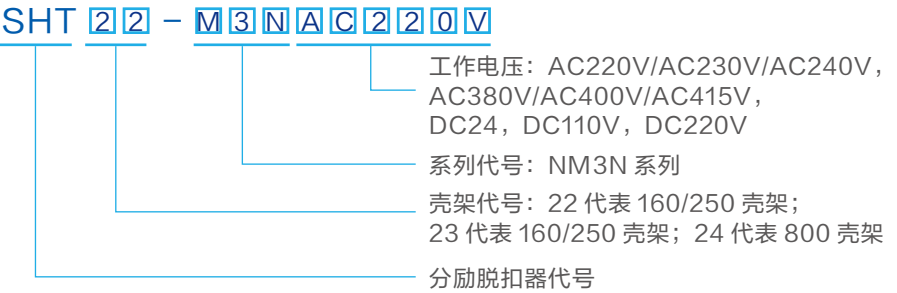 SHT 22 - M3NAC220V
工作电压：AC220V/AC230V/AC240V，
AC380V/AC400V/AC415V，
DC24，DC110V，DC220V
系列代号：NM3N 系列
壳架代号：22 代表 160/250 壳架；
23 代表 160/250 壳架；24 代表 800 壳架
分励脱扣器代号